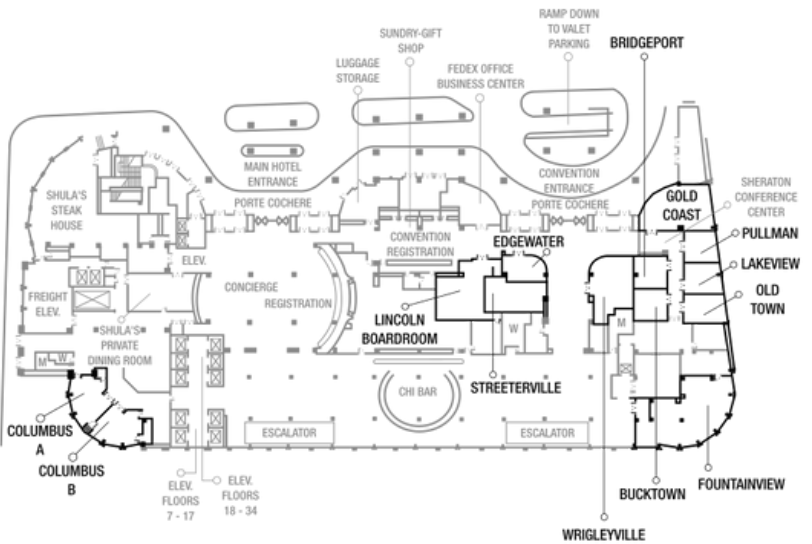 RAMP DOWN
TO VALET
PARKING
SUNDRY-GIFT
SHOP
BRIDGEPORT
LUGGAGE
STORAGE
FEDEX OFFICE
BUSINESS CENTER
MAIN HOTEL
ENTRANCE
CONVENTION
ENTRANCE
PORTE COCHERE
PORTE COCHERE
SHULA'S
STEAK
HOUSE
GOLD
COAST
SHERATON
CONFERENCE
CENTER
CONVENTION
REGISTRATION
EDGEWATER
PULLMAN
ELEV.
LAKEVIEW
CONCIERGE
REGISTRATION
OLD
TOWN
FREIGHT
ELEV.
LINCOLN
BOARDROOM
SHULA'S
PRIVATE
DINING ROOM
W
M
M
W
STREETERVILLE
CHI BAR
COLUMBUS
A
ESCALATOR
ESCALATOR
COLUMBUS
B
ELEV.
FLOORS
7 - 17
ELEV.
FLOORS
18 - 34
FOUNTAINVIEW
BUCKTOWN
WRIGLEYVILLE